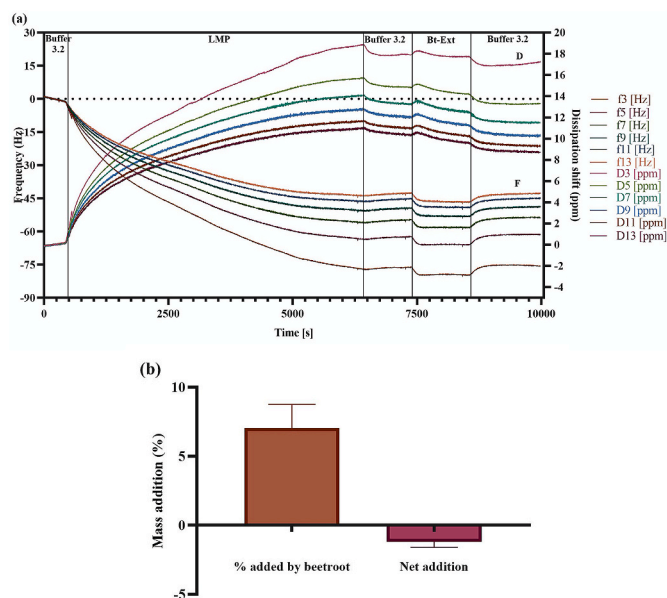 (a)
Buffer
3.2
LMP
Buffer 3.2
Bt-Ext
Buffer 3.2
D
F
30
15
0
-15
-30
-45
-60
-75
-90
Frequency (Hz)
20
18
16
14
12
10
8
6
4
2
0
-2
-4
Dissipation shift (ppm)
0
2500
5000
7500
10000
Time [s]
f3 [Hz]
f5 [Hz]
f7 [Hz]
f9 [Hz]
f11 [Hz]
f13 [Hz]
D3 [ppm]
D5 [ppm]
D7 [ppm]
D9 [ppm]
D11 [ppm]
D13 [ppm]
(b)
10
5
0
-5
Mass addition (%)
% added by beetroot
Net addition